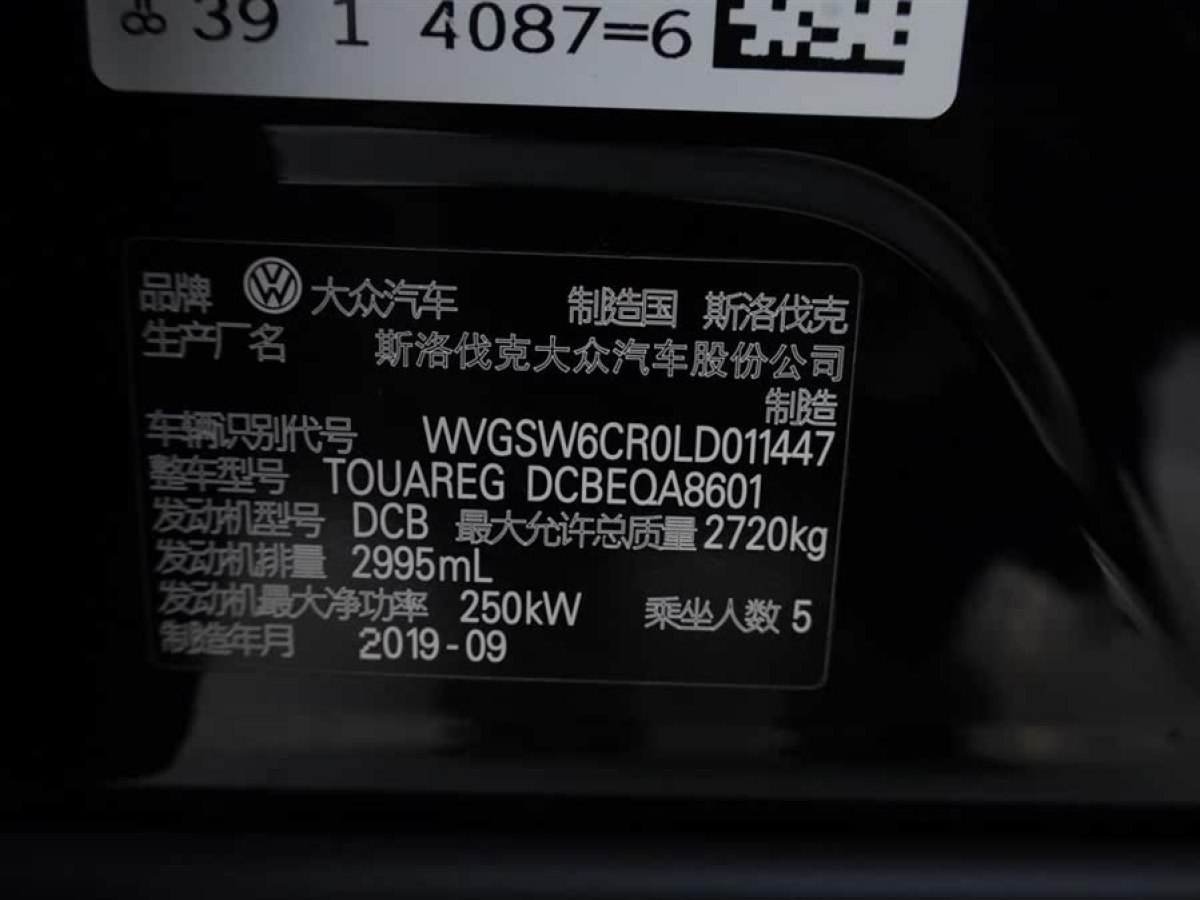 39 1 4087=6
品牌 大众汽车 制造国 斯洛伐克
生产厂名 斯洛伐克大众汽车股份公司
制造
车辆识别代号 WVGSW6CR0LD011447
整车型号 TOUAREG DCBEQA8601
发动机型号 DCB 最大允许总质量 2720kg
发动机排量 2995mL
发动机最大净功率 250kW 乘坐人数 5
制造年月 2019-09